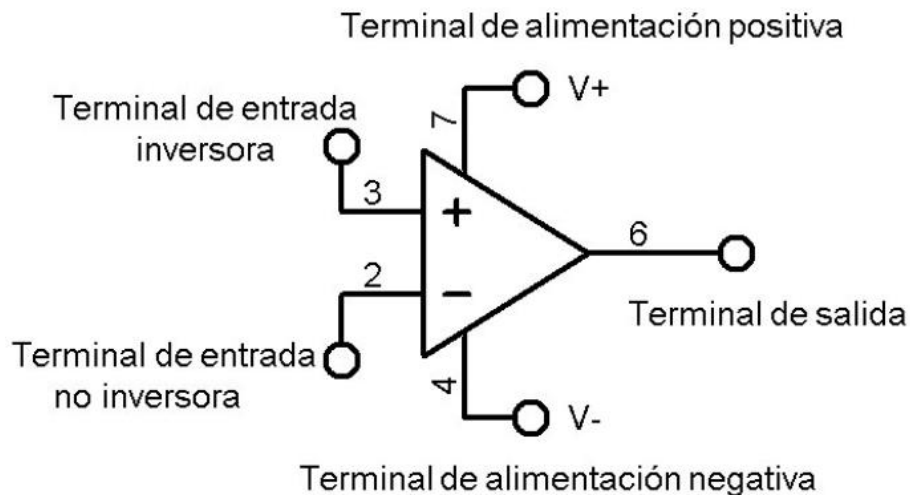 Terminal de alimentación positiva
V+
7
Terminal de entrada
inversora
3
+
6
2
−
Terminal de salida
Terminal de entrada
no inversora
4
V-
Terminal de alimentación negativa